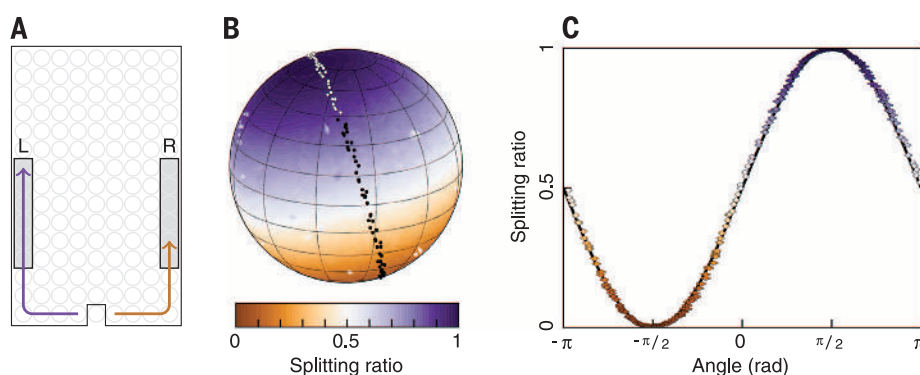 A
B
C
L
R
0
0.5
1
Splitting ratio
Splitting ratio
1
0.5
0
-π
-π/2
0
π/2
π
Angle (rad)